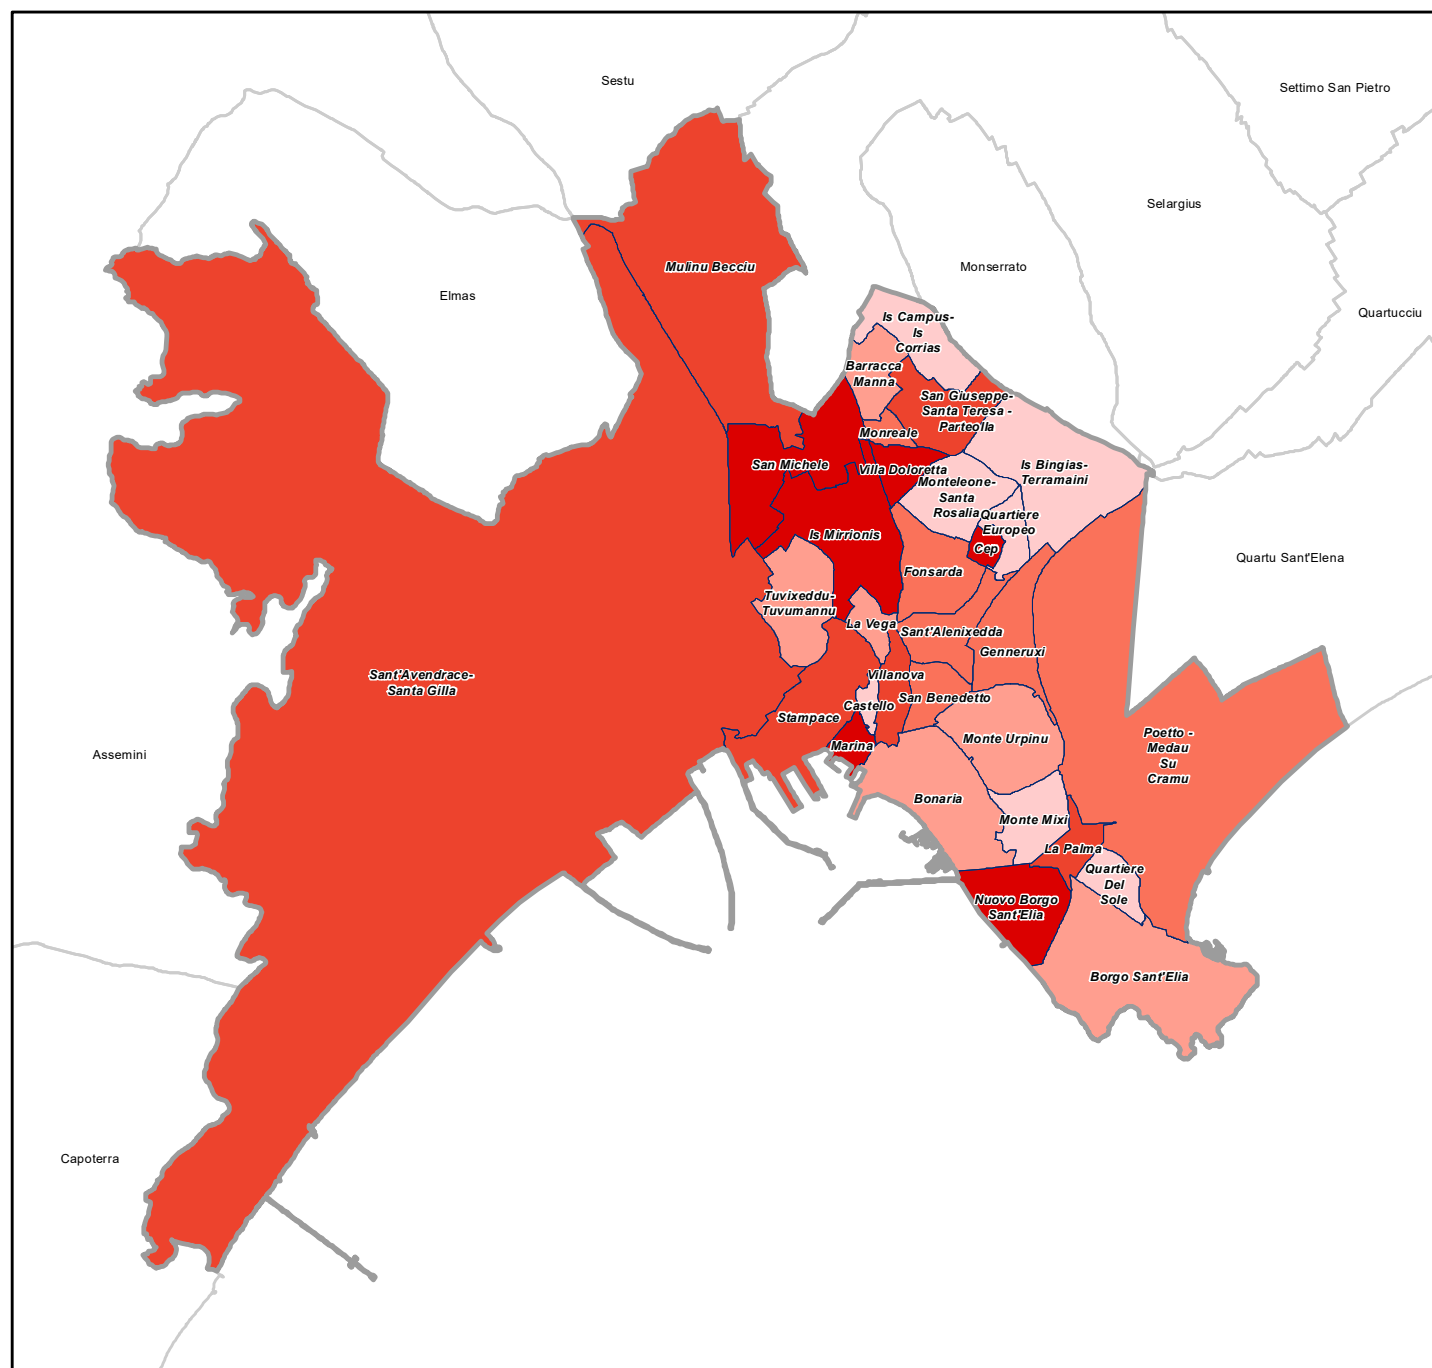 Sestu
Settimo San Pietro
Selargius
Mulinu Becciu
Monserrato
Elmas
Quartucciu
Is Campus-
Is
Corrias
Barracca
Manna
San Giuseppe-
Santa Teresa -
Parteolla
Monreale
San Michele
Villa Doloretta
Is Bingias-
Terramaini
Monteleone-
Santa
Rosalia
Quartiere
Europeo
Is Mirrionis
Cep
Quartu Sant'Elena
Fonsarda
Tuvixeddu-
Tuvumannu
La Vega
Sant'Alenixedda
Genneruxi
Sant'Avendrace-
Santa Gilla
Villanova
San Benedetto
Castello
Stampace
Marina
Monte Urpinu
Poetto -
Medau
Su
Cramu
Assemini
Bonaria
Monte Mixi
La Palma
Quartiere
Del
Sole
Nuovo Borgo
Sant'Elia
Borgo Sant'Elia
Capoterra